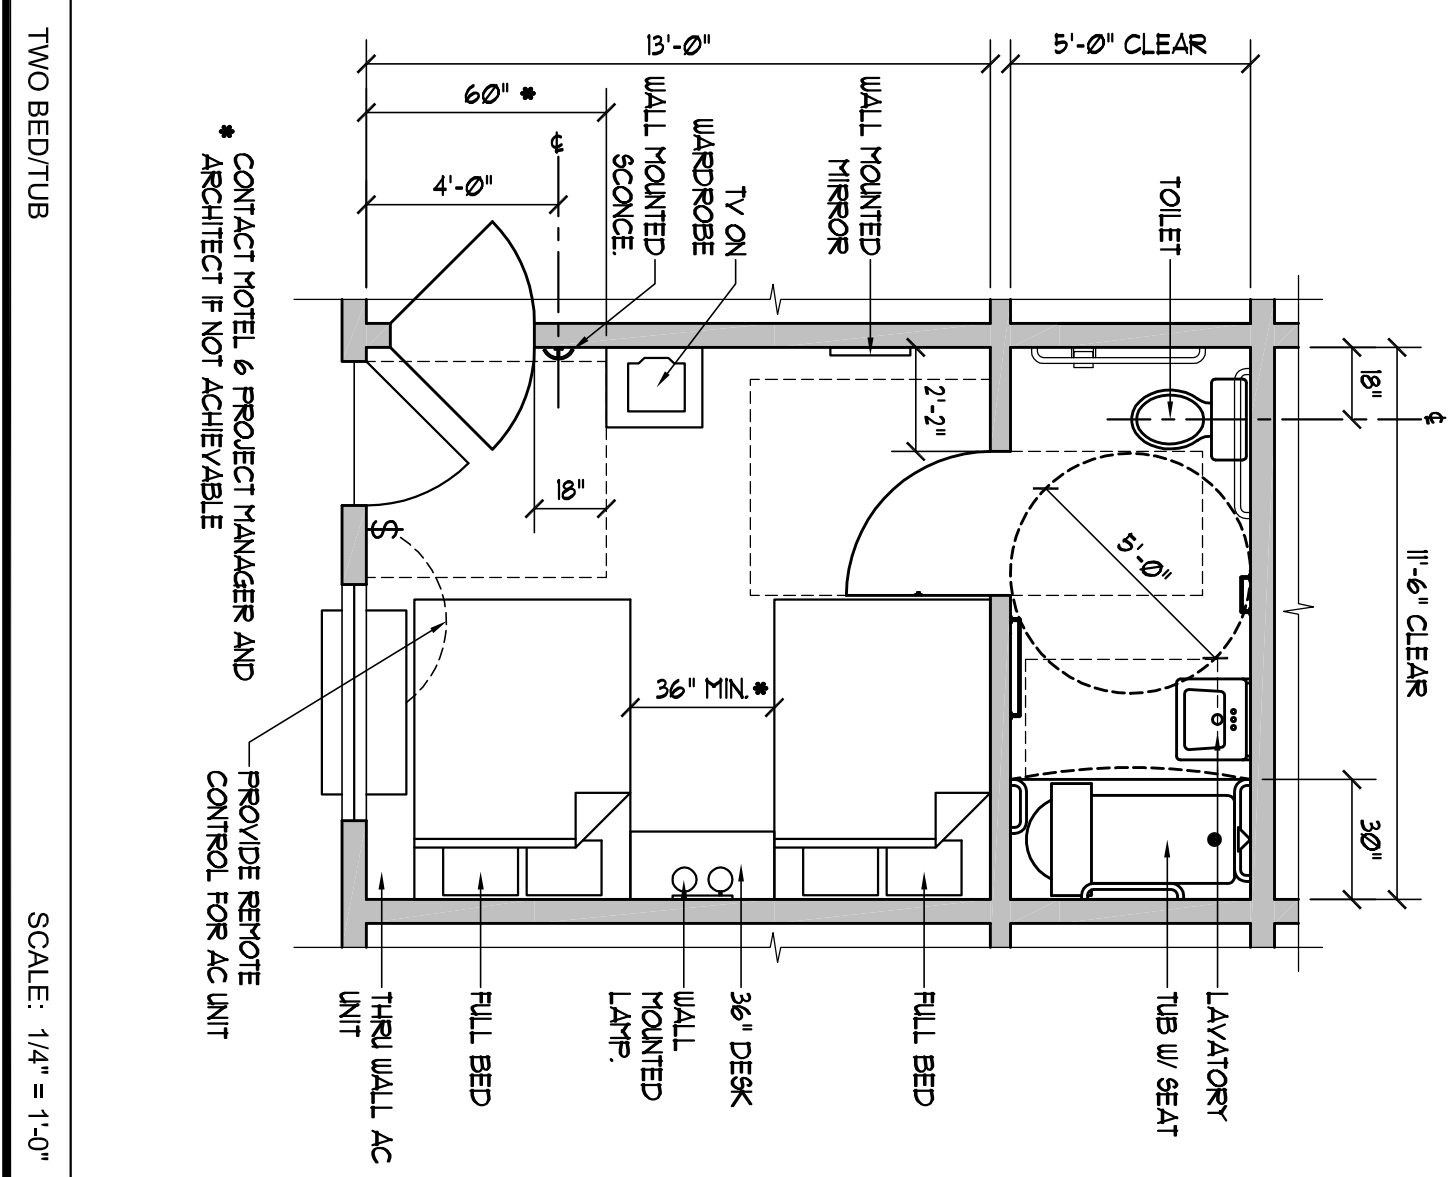 13'-0"
5'-0" CLEAR
60" *
4'-0"
℄
WALL MOUNTED
SCONCE.
TV ON
WARDROBE
WALL MOUNTED
MIRROR
TOILET
18"
℄
11'-6" CLEAR
30"
2'-2"
18"
5'-0"
36" MIN. *
$
* CONTACT MOTEL 6 PROJECT MANAGER AND
ARCHITECT IF NOT ACHIEVABLE
PROVIDE REMOTE
CONTROL FOR AC UNIT
THRU WALL AC
UNIT
FULL BED
WALL
MOUNTED
LAMP.
36" DESK
FULL BED
TUB W/ SEAT
LAVATORY
TWO BED/TUB
SCALE: 1/4" = 1'-0"